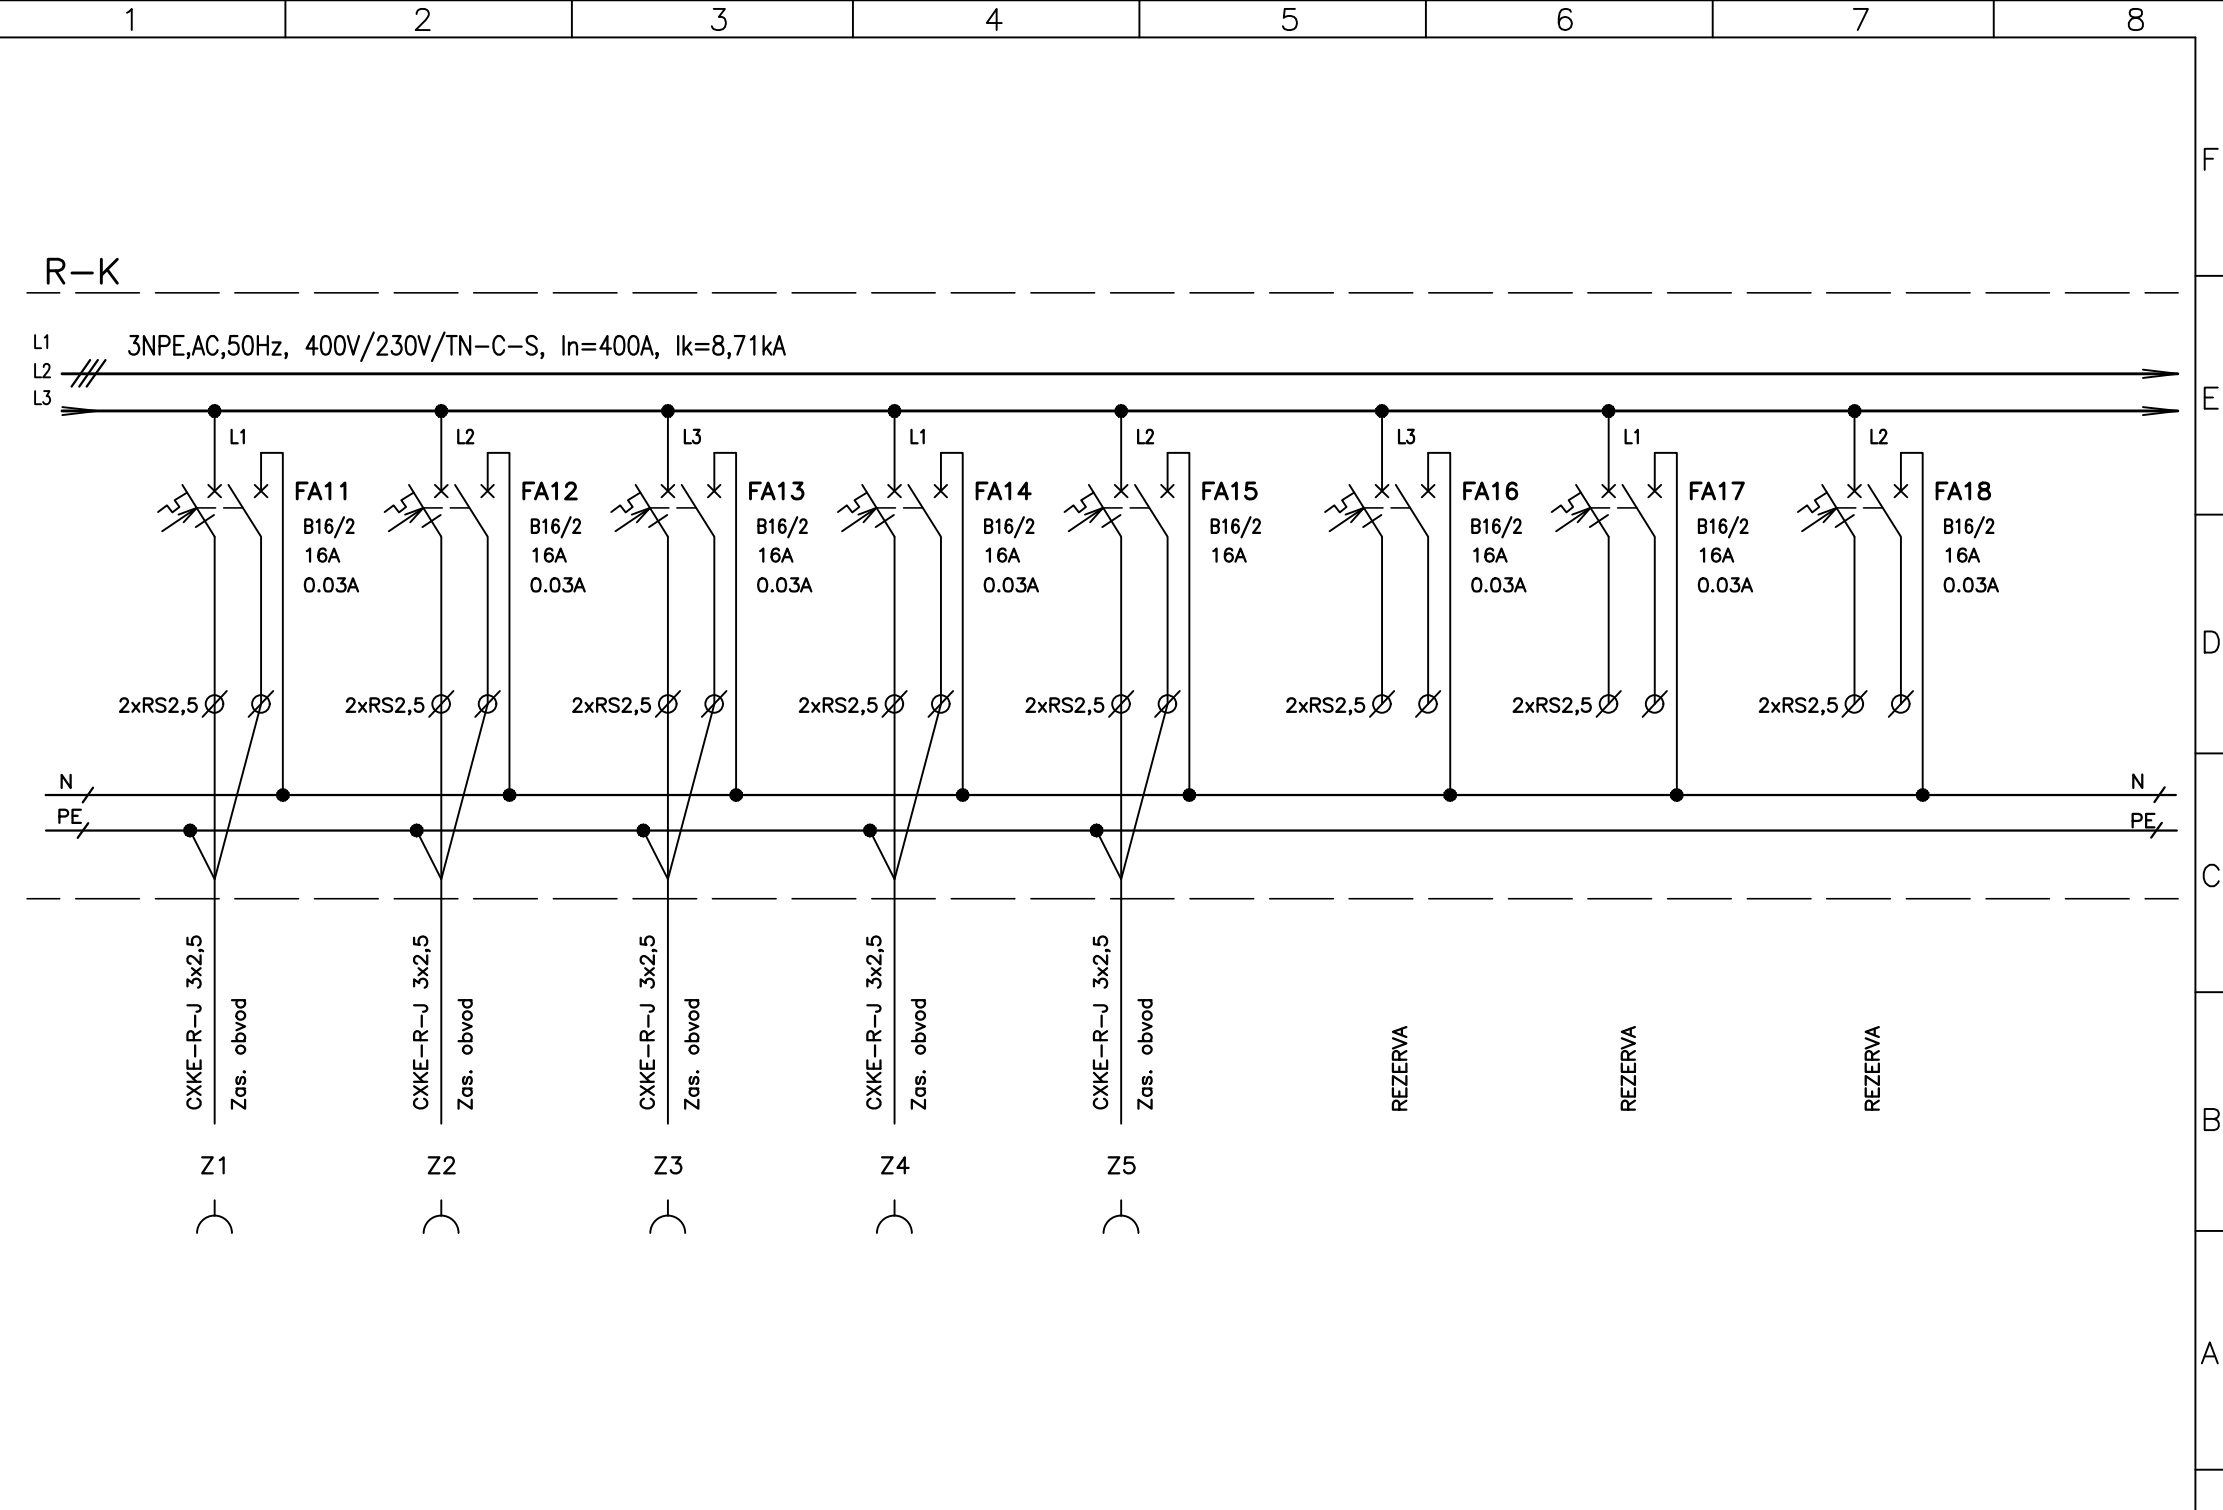 1 2 3 4 5 6 7 8
F
R-K
L1 3NPE,AC,50Hz, 400V/230V/TN-C-S, In=400A, Ik=8,71kA
L2
L3
E
L1 L2 L3 L1 L2 L3 L1 L2
FA11 FA12 FA13 FA14 FA15 FA16 FA17 FA18
B16/2 B16/2 B16/2 B16/2 B16/2 B16/2 B16/2 B16/2
16A 16A 16A 16A 16A 16A 16A 16A
0.03A 0.03A 0.03A 0.03A 0.03A 0.03A 0.03A
D
2xRS2,5 2xRS2,5 2xRS2,5 2xRS2,5 2xRS2,5 2xRS2,5 2xRS2,5 2xRS2,5
N N
PE PE
C
CXKE-R-J 3x2,5
Zas. obvod
CXKE-R-J 3x2,5
Zas. obvod
CXKE-R-J 3x2,5
Zas. obvod
CXKE-R-J 3x2,5
Zas. obvod
CXKE-R-J 3x2,5
Zas. obvod
REZERVA
REZERVA
REZERVA
B
Z1 Z2 Z3 Z4 Z5
A